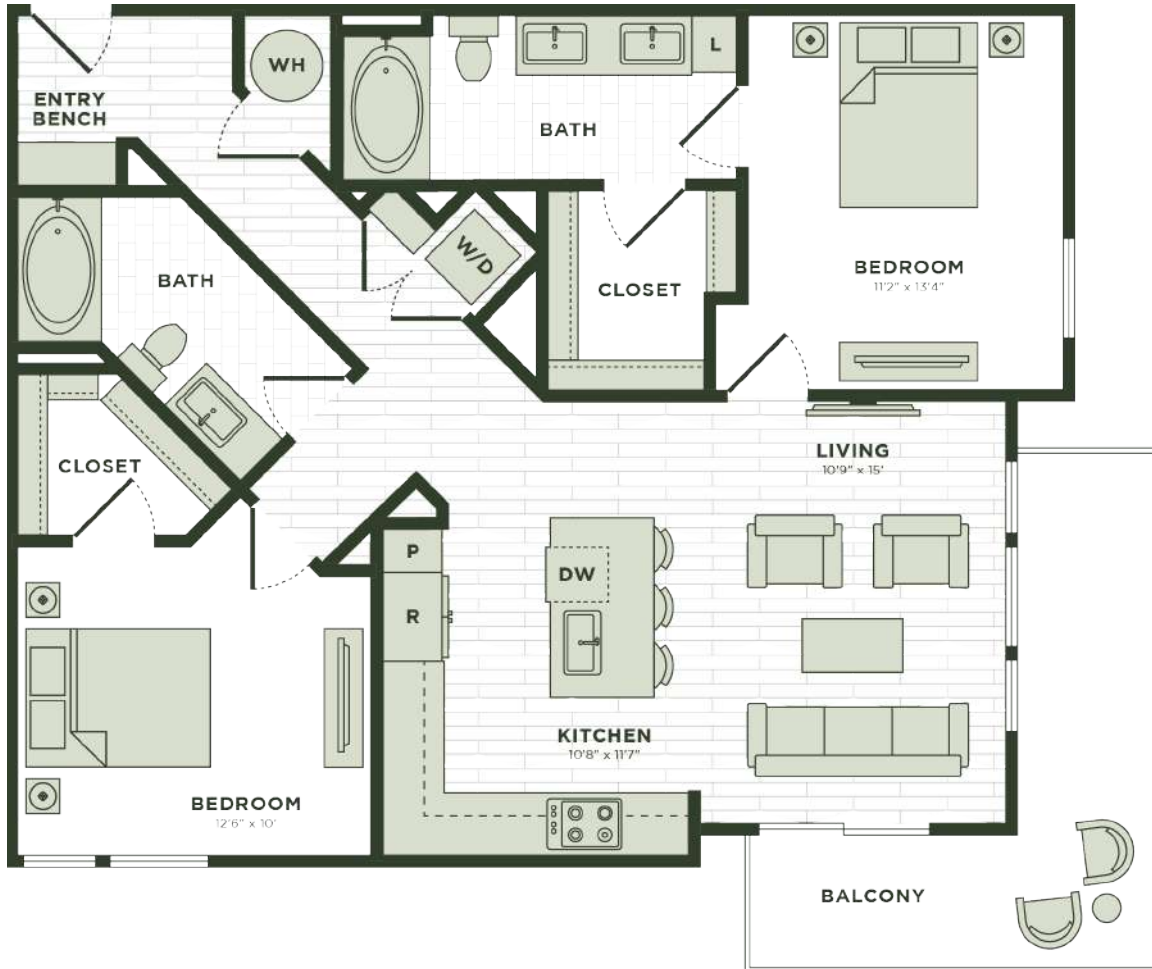 WH
L
ENTRY
BENCH
BATH
W/D
BEDROOM
11'2" x 13'4"
BATH
CLOSET
LIVING
10'9" x 15'
CLOSET
P
DW
R
KITCHEN
10'8" x 11'7"
BEDROOM
12'6" x 10'
BALCONY